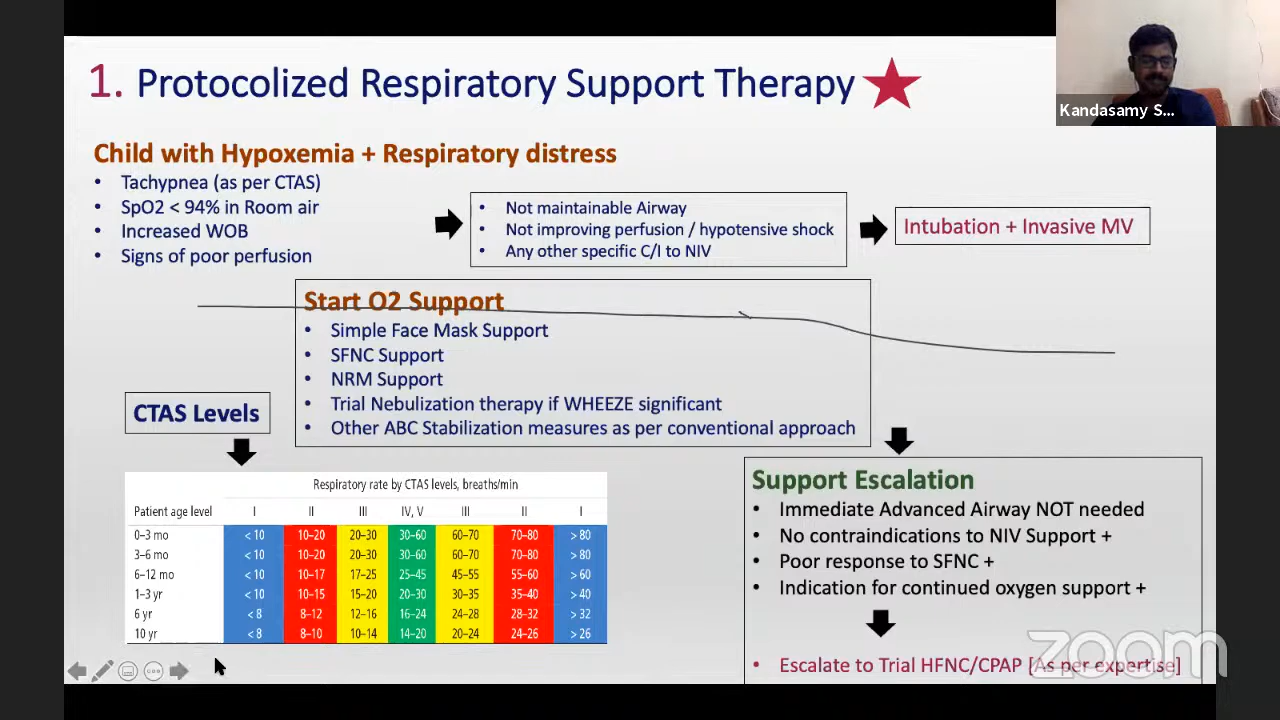 1. Protocolized Respiratory Support Therapy
Kandasamy S...
Child with Hypoxemia + Respiratory distress
• Tachypnea (as per CTAS)
• SpO2 < 94% in Room air
• Increased WOB
• Signs of poor perfusion
• Not maintainable Airway
• Not improving perfusion / hypotensive shock
• Any other specific C/I to NIV
Intubation + Invasive MV
Start O2 Support
• Simple Face Mask Support
• SFNC Support
• NRM Support
• Trial Nebulization therapy if WHEEZE significant
• Other ABC Stabilization measures as per conventional approach
CTAS Levels
Respiratory rate by CTAS levels, breaths/min
Patient age level I II III IV, V III II I
0–3 mo < 10 10–20 20–30 30–60 60–70 70–80 > 80
3–6 mo < 10 10–20 20–30 30–60 60–70 70–80 > 80
6–12 mo < 10 10–17 17–25 25–45 45–55 55–60 > 60
1–3 yr < 10 10–15 15–20 20–30 30–35 35–40 > 40
6 yr < 8 8–12 12–16 16–24 24–28 28–32 > 32
10 yr < 8 8–10 10–14 14–20 20–24 24–26 > 26
Support Escalation
• Immediate Advanced Airway NOT needed
• No contraindications to NIV Support +
• Poor response to SFNC +
• Indication for continued oxygen support +
• Escalate to Trial HFNC/CPAP [As per expertise]
zoom